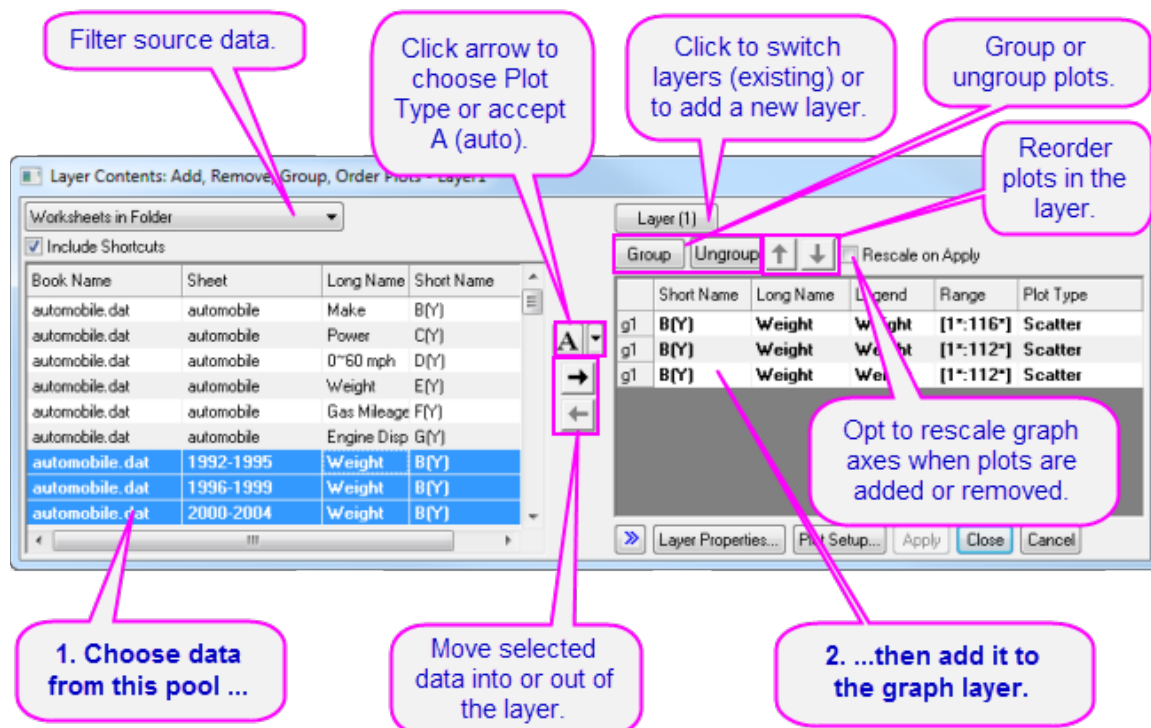 Filter source data.
Click arrow to
choose Plot
Type or accept
A (auto).
Click to switch
layers (existing) or
to add a new layer.
Group or
ungroup plots.
Reorder
plots in the
layer.
Layer Contents: Add, Remove, Group, Order Plots - Layer1
Worksheets in Folder
Include Shortcuts
Book Name Sheet Long Name Short Name
automobile.dat automobile Make B(Y)
automobile.dat automobile Power C(Y)
automobile.dat automobile 0~60 mph D(Y)
automobile.dat automobile Weight E(Y)
automobile.dat automobile Gas Mileage F(Y)
automobile.dat automobile Engine Disp G(Y)
automobile.dat 1992-1995 Weight B(Y)
automobile.dat 1996-1999 Weight B(Y)
automobile.dat 2000-2004 Weight B(Y)
A
Layer (1)
Group Ungroup Rescale on Apply
Short Name Long Name Legend Range Plot Type
g1 B(Y) Weight Weight [1*:116*] Scatter
g1 B(Y) Weight Weight [1*:112*] Scatter
g1 B(Y) Weight [1*:112*] Scatter
Opt to rescale graph
axes when plots are
added or removed.
Layer Properties... Plot Setup... Apply Close Cancel
1. Choose data
from this pool ...
Move selected
data into or out of
the layer.
2. ...then add it to
the graph layer.